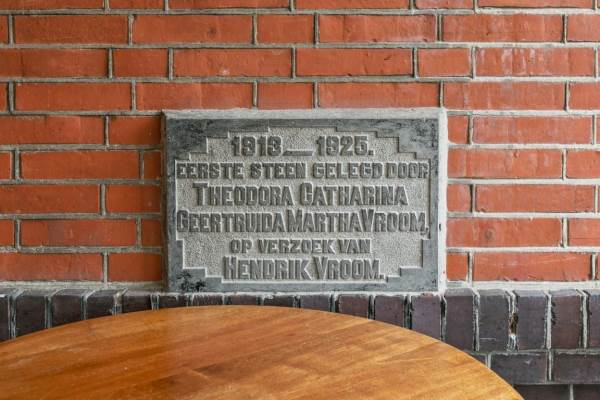 1913 — 1925.
EERSTE STEEN GELEGD DOOR
THEODORA CATHARINA
GEERTRUIDA MARTHA VROOM,
OP VERZOEK VAN
HENDRIK VROOM.